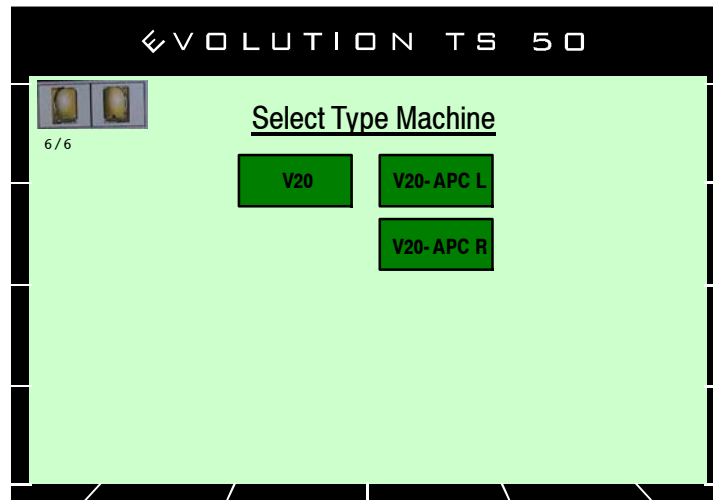 EVOLUTION TS 50
6/6
Select Type Machine
V20
V20-APC L
V20-APC R